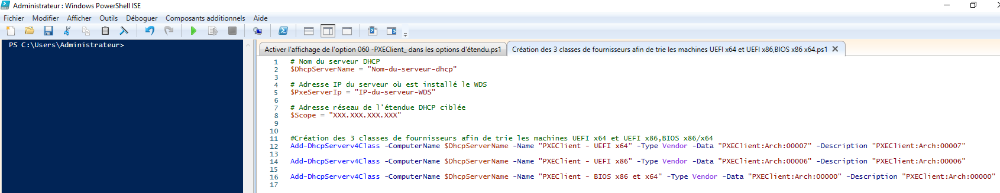 Administrateur : Windows PowerShell ISE
Fichier Modifier Afficher Outils Déboguer Composants additionnels Aide
PS C:\Users\Administrateur>
Activer l'affichage de l'option 060 -PXEClient_ dans les options d'étendu.ps1 Création des 3 classes de fournisseurs afin de trie les machines UEFI x64 et UEFI x86,BIOS x86 x64.ps1
1 # Nom du serveur DHCP
2 $DhcpServerName = "Nom-du-serveur-dhcp"
3
4 # Adresse IP du serveur où est installé le WDS
5 $PxeServerIp = "IP-du-serveur-WDS"
6
7 # Adresse réseau de l'étendue DHCP ciblée
8 $Scope = "XXX.XXX.XXX.XXX"
9
10
11 #Création des 3 classes de fournisseurs afin de trie les machines UEFI x64 et UEFI x86,BIOS x86/x64
12 Add-DhcpServerv4Class -ComputerName $DhcpServerName -Name "PXEClient - UEFI x64" -Type Vendor -Data "PXEClient:Arch:00007" -Description "PXEClient:Arch:00007"
13
14 Add-DhcpServerv4Class -ComputerName $DhcpServerName -Name "PXEClient - UEFI x86" -Type Vendor -Data "PXEClient:Arch:00006" -Description "PXEClient:Arch:00006"
15
16 Add-DhcpServerv4Class -ComputerName $DhcpServerName -Name "PXEClient - BIOS x86 et x64" -Type Vendor -Data "PXEClient:Arch:00000" -Description "PXEClient:Arch:00000"
17